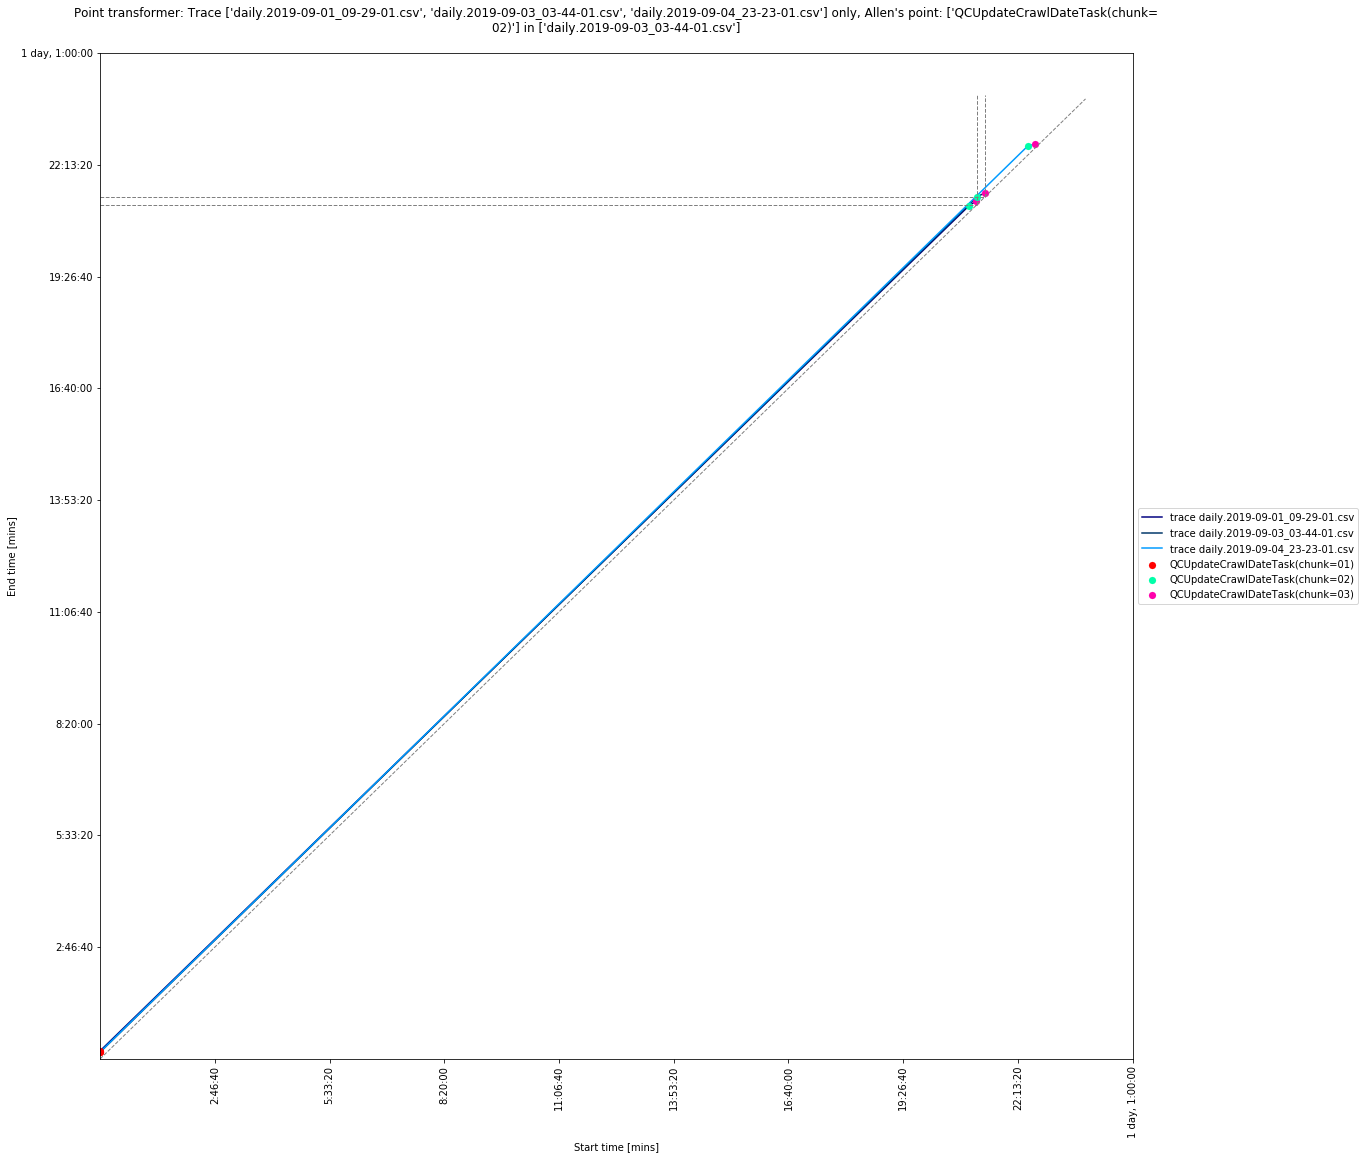 Point transformer: Trace ['daily.2019-09-01_09-29-01.csv', 'daily.2019-09-03_03-44-01.csv', 'daily.2019-09-04_23-23-01.csv'] only, Allen's point: ['QCUpdateCrawlDateTask(chunk=
02)'] in ['daily.2019-09-03_03-44-01.csv']
1 day, 1:00:00
22:13:20
19:26:40
16:40:00
13:53:20
11:06:40
8:20:00
5:33:20
2:46:40
End time [mins]
trace daily.2019-09-01_09-29-01.csv
trace daily.2019-09-03_03-44-01.csv
trace daily.2019-09-04_23-23-01.csv
QCUpdateCrawlDateTask(chunk=01)
QCUpdateCrawlDateTask(chunk=02)
QCUpdateCrawlDateTask(chunk=03)
2:46:40
5:33:20
8:20:00
11:06:40
13:53:20
16:40:00
19:26:40
22:13:20
1 day, 1:00:00
Start time [mins]